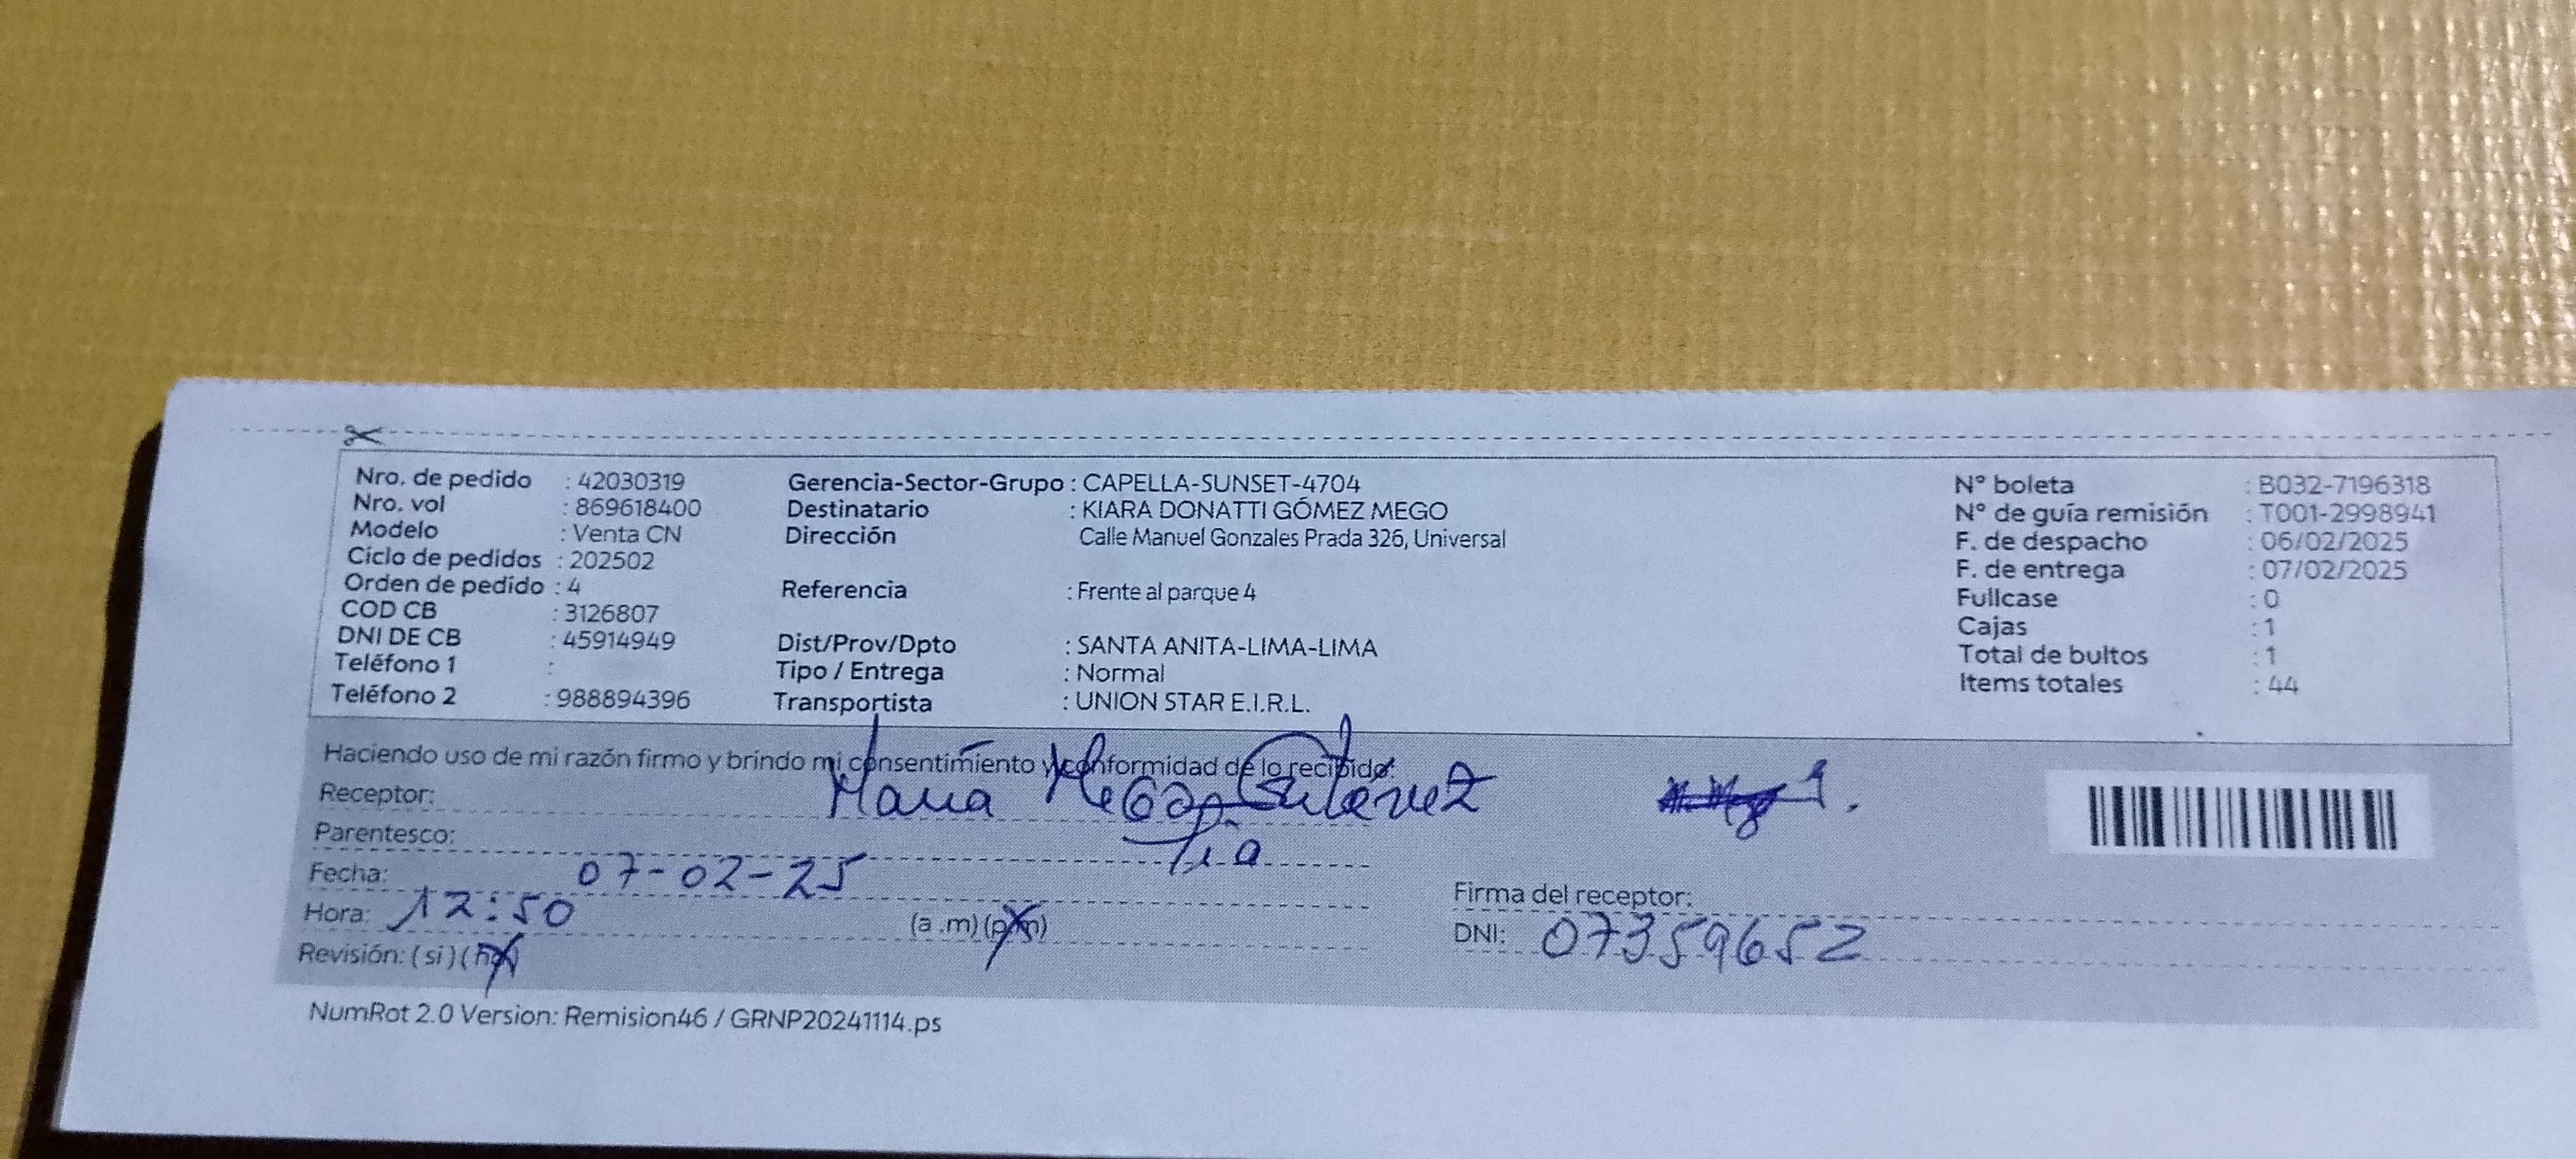 Nro. de pedido : 42030319
Nro. vol : 869618400
Modelo : Venta CN
Ciclo de pedidos : 202502
Orden de pedido : 4
COD CB : 3126807
DNI DE CB : 45914949
Teléfono 1 :
Teléfono 2 : 988894396
Gerencia-Sector-Grupo : CAPELLA-SUNSET-4704
Destinatario : KIARA DONATTI GÓMEZ MEGO
Dirección Calle Manuel Gonzales Prada 326, Universal
Referencia : Frente al parque 4
Dist/Prov/Dpto : SANTA ANITA-LIMA-LIMA
Tipo / Entrega : Normal
Transportista : UNION STAR E.I.R.L.
N° boleta : B032-7196318
N° de guía remisión : T001-2998941
F. de despacho : 06/02/2025
F. de entrega : 07/02/2025
Fullcase : 0
Cajas : 1
Total de bultos : 1
Items totales : 44
Haciendo uso de mi razón firmo y brindo mi consentimiento y conformidad de lo recibido:
Receptor: Maria Mego Gutierrez
Parentesco: Tia
Fecha: 07-02-25
Hora: 12:50 (a .m) (p.m)
Revisión: ( si ) ( no )
Firma del receptor:
DNI: 07359652
NumRot 2.0 Version: Remision46 / GRNP20241114.ps